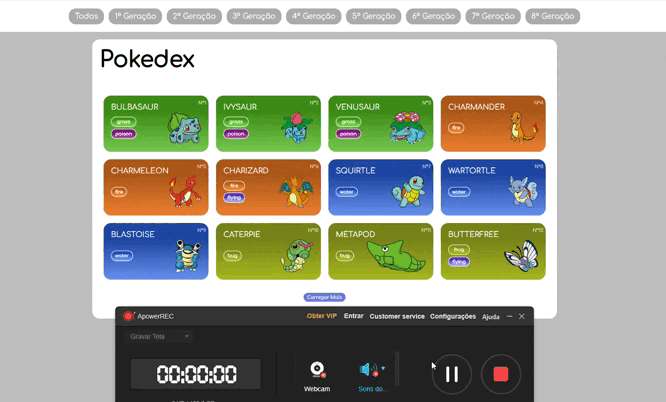 Todos 1ª Geração 2ª Geração 3ª Geração 4ª Geração 5ª Geração 6ª Geração 7ª Geração 8ª Geração
Pokedex
BULBASAUR Nº1
grass
poison
IVYSAUR Nº2
grass
poison
VENUSAUR Nº3
grass
poison
CHARMANDER Nº4
fire
CHARMELEON Nº5
fire
CHARIZARD Nº6
fire
flying
SQUIRTLE Nº7
water
WARTORTLE Nº8
water
BLASTOISE Nº9
water
CATERPIE Nº10
bug
METAPOD Nº11
bug
BUTTERFREE Nº12
bug
flying
Carregar Mais
ApowerREC Obter VIP Entrar Customer service Configurações Ajuda
Gravar Tela
00:00:00
Webcam
Sons do...